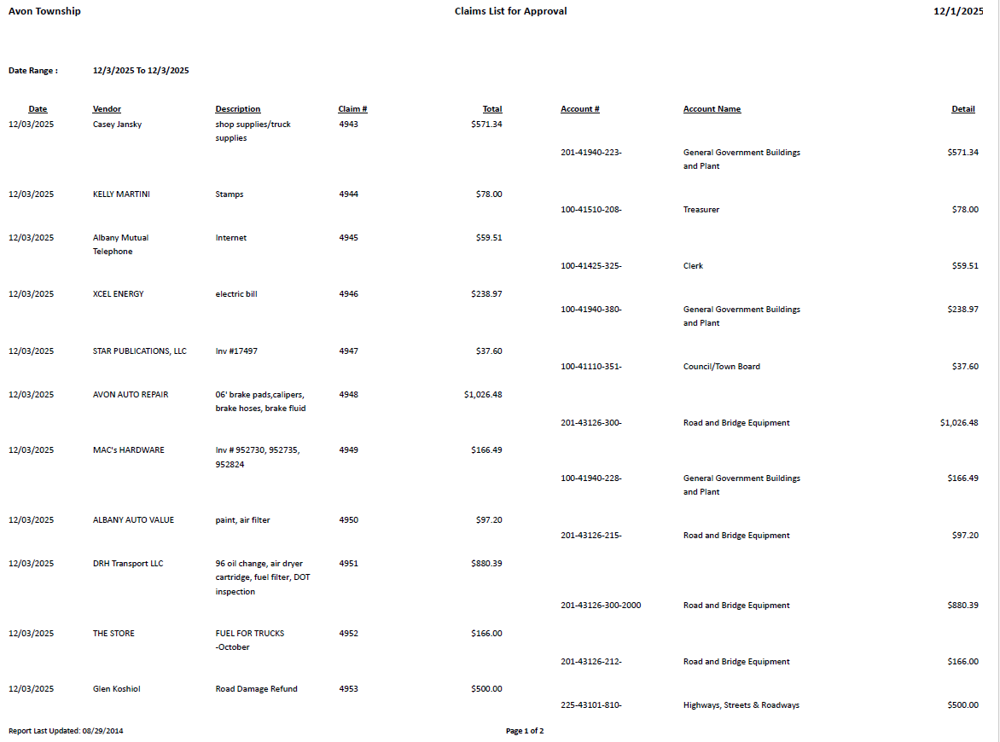 Avon Township Claims List for Approval 12/1/2025
Date Range : 12/3/2025 To 12/3/2025
Date Vendor Description Claim # Total Account # Account Name Detail
12/03/2025 Casey Jansky shop supplies/truck 4943 $571.34
supplies
201-41940-223- General Government Buildings $571.34
and Plant
12/03/2025 KELLY MARTINI Stamps 4944 $78.00
100-41510-208- Treasurer $78.00
12/03/2025 Albany Mutual Internet 4945 $59.51
Telephone
100-41425-325- Clerk $59.51
12/03/2025 XCEL ENERGY electric bill 4946 $238.97
100-41940-380- General Government Buildings $238.97
and Plant
12/03/2025 STAR PUBLICATIONS, LLC Inv #17497 4947 $37.60
100-41110-351- Council/Town Board $37.60
12/03/2025 AVON AUTO REPAIR 06' brake pads,calipers, 4948 $1,026.48
brake hoses, brake fluid
201-43126-300- Road and Bridge Equipment $1,026.48
12/03/2025 MAC's HARDWARE Inv # 952730, 952735, 4949 $166.49
952824
100-41940-228- General Government Buildings $166.49
and Plant
12/03/2025 ALBANY AUTO VALUE paint, air filter 4950 $97.20
201-43126-215- Road and Bridge Equipment $97.20
12/03/2025 DRH Transport LLC 96 oil change, air dryer 4951 $880.39
cartridge, fuel filter, DOT
inspection
201-43126-300-2000 Road and Bridge Equipment $880.39
12/03/2025 THE STORE FUEL FOR TRUCKS 4952 $166.00
-October
201-43126-212- Road and Bridge Equipment $166.00
12/03/2025 Glen Koshiol Road Damage Refund 4953 $500.00
225-43101-810- Highways, Streets & Roadways $500.00
Report Last Updated: 08/29/2014 Page 1 of 2